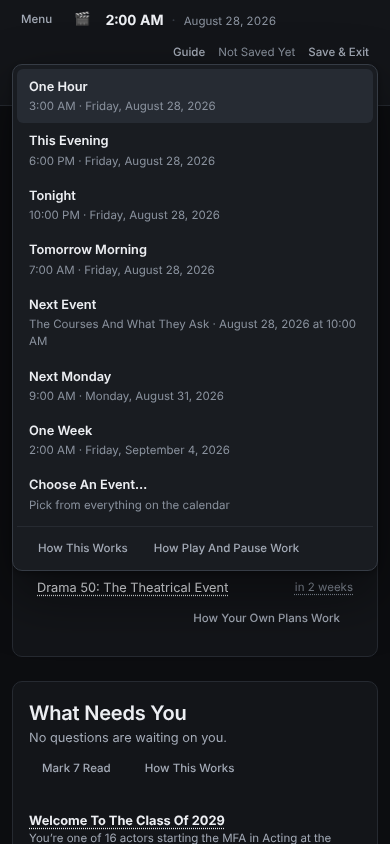 Menu 🎬 2:00 AM · August 28, 2026
Guide Not Saved Yet Save & Exit
One Hour
3:00 AM · Friday, August 28, 2026
This Evening
6:00 PM · Friday, August 28, 2026
Tonight
10:00 PM · Friday, August 28, 2026
Tomorrow Morning
7:00 AM · Friday, August 28, 2026
Next Event
The Courses And What They Ask · August 28, 2026 at 10:00
AM
Next Monday
9:00 AM · Monday, August 31, 2026
One Week
2:00 AM · Friday, September 4, 2026
Choose An Event...
Pick from everything on the calendar
How This Works How Play And Pause Work
Drama 50: The Theatrical Event in 2 weeks
How Your Own Plans Work
What Needs You
No questions are waiting on you.
Mark 7 Read How This Works
Welcome To The Class Of 2029
You’re one of 16 actors starting the MFA in Acting at the